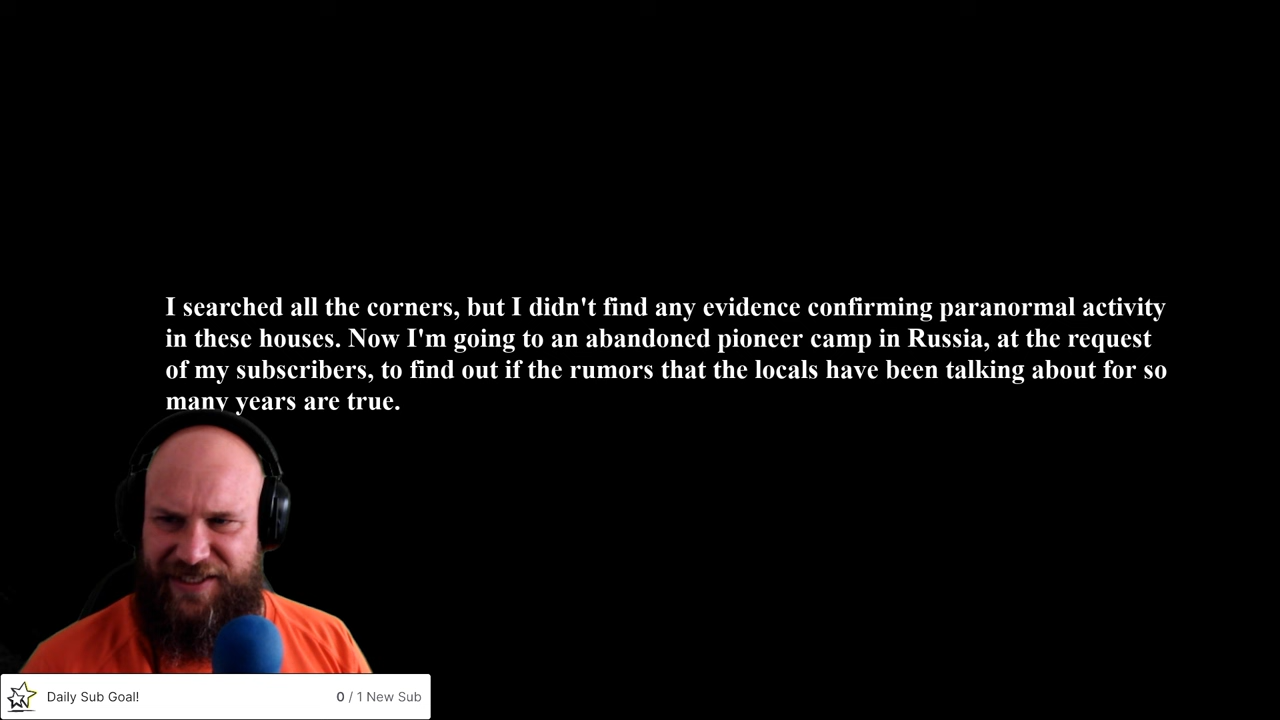 I searched all the corners, but I didn't find any evidence confirming paranormal activity
in these houses. Now I'm going to an abandoned pioneer camp in Russia, at the request
of my subscribers, to find out if the rumors that the locals have been talking about for so
many years are true.
Daily Sub Goal! 0 / 1 New Sub